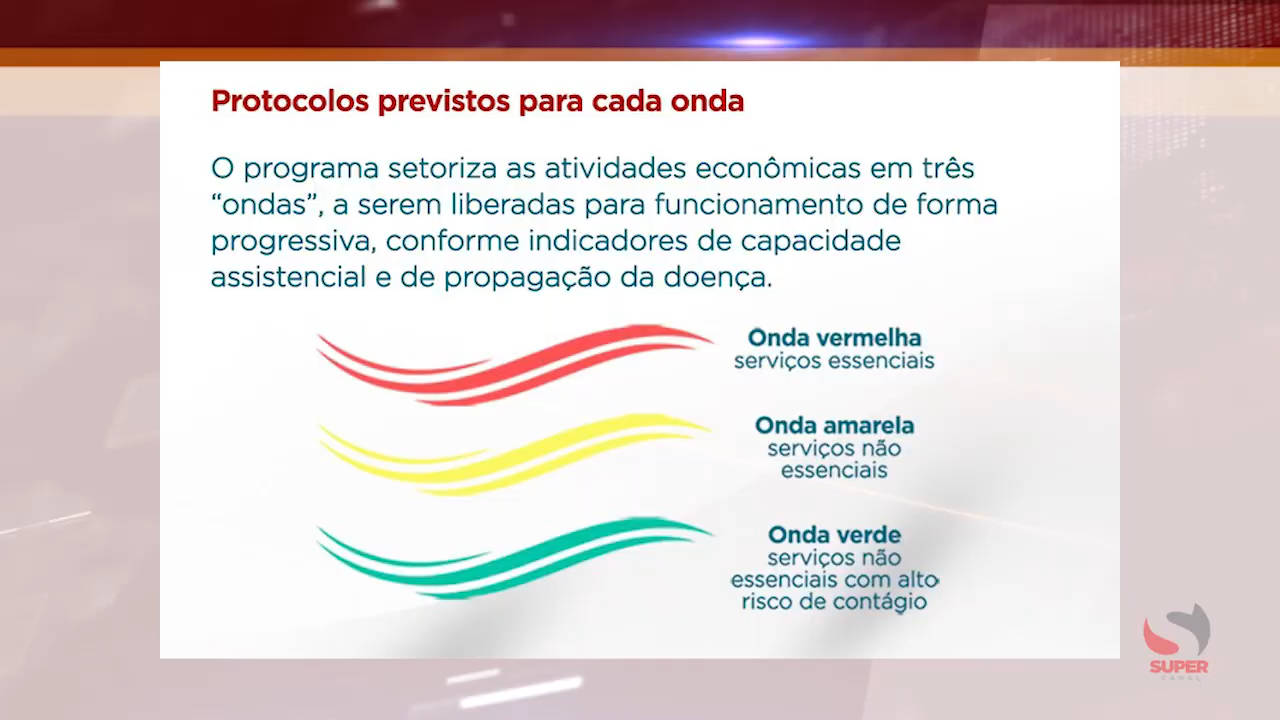 Protocolos previstos para cada onda
O programa setoriza as atividades econômicas em três
“ondas”, a serem liberadas para funcionamento de forma
progressiva, conforme indicadores de capacidade
assistencial e de propagação da doença.
Onda vermelha
serviços essenciais
Onda amarela
serviços não
essenciais
Onda verde
serviços não
essenciais com alto
risco de contágio
SUPER
CANAL